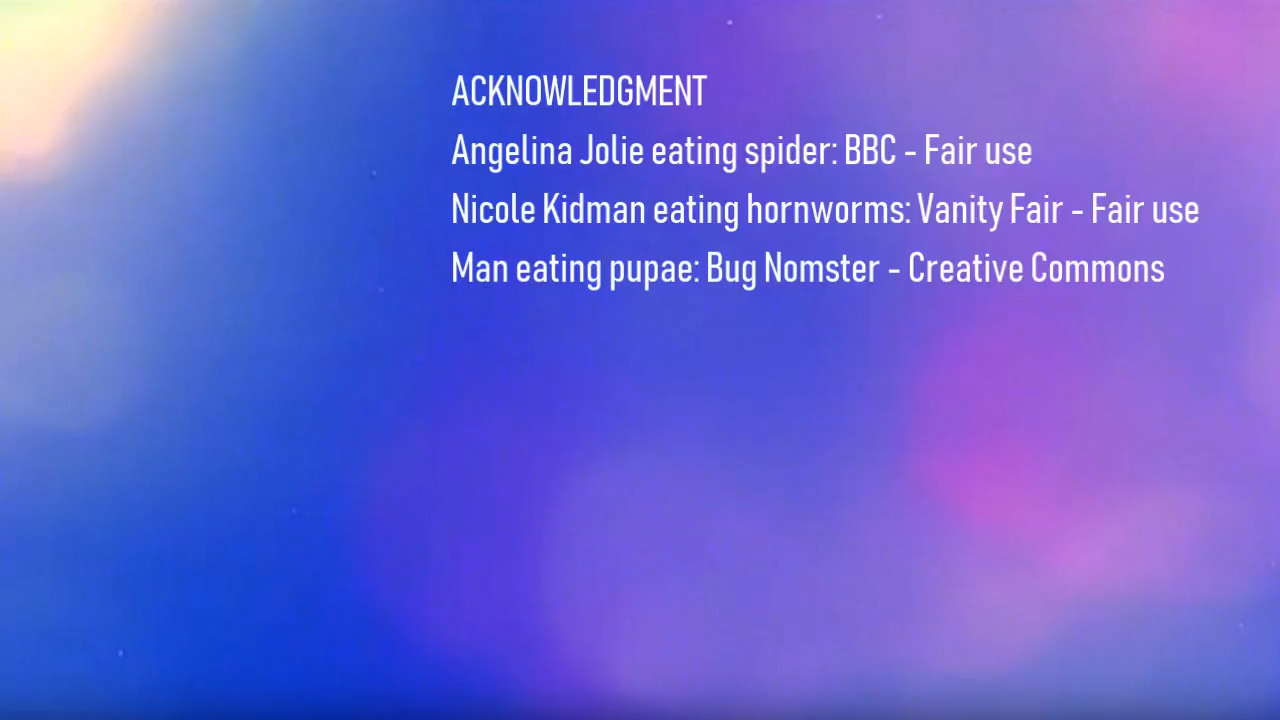 ACKNOWLEDGMENT
Angelina Jolie eating spider: BBC - Fair use
Nicole Kidman eating hornworms: Vanity Fair - Fair use
Man eating pupae: Bug Nomster - Creative Commons